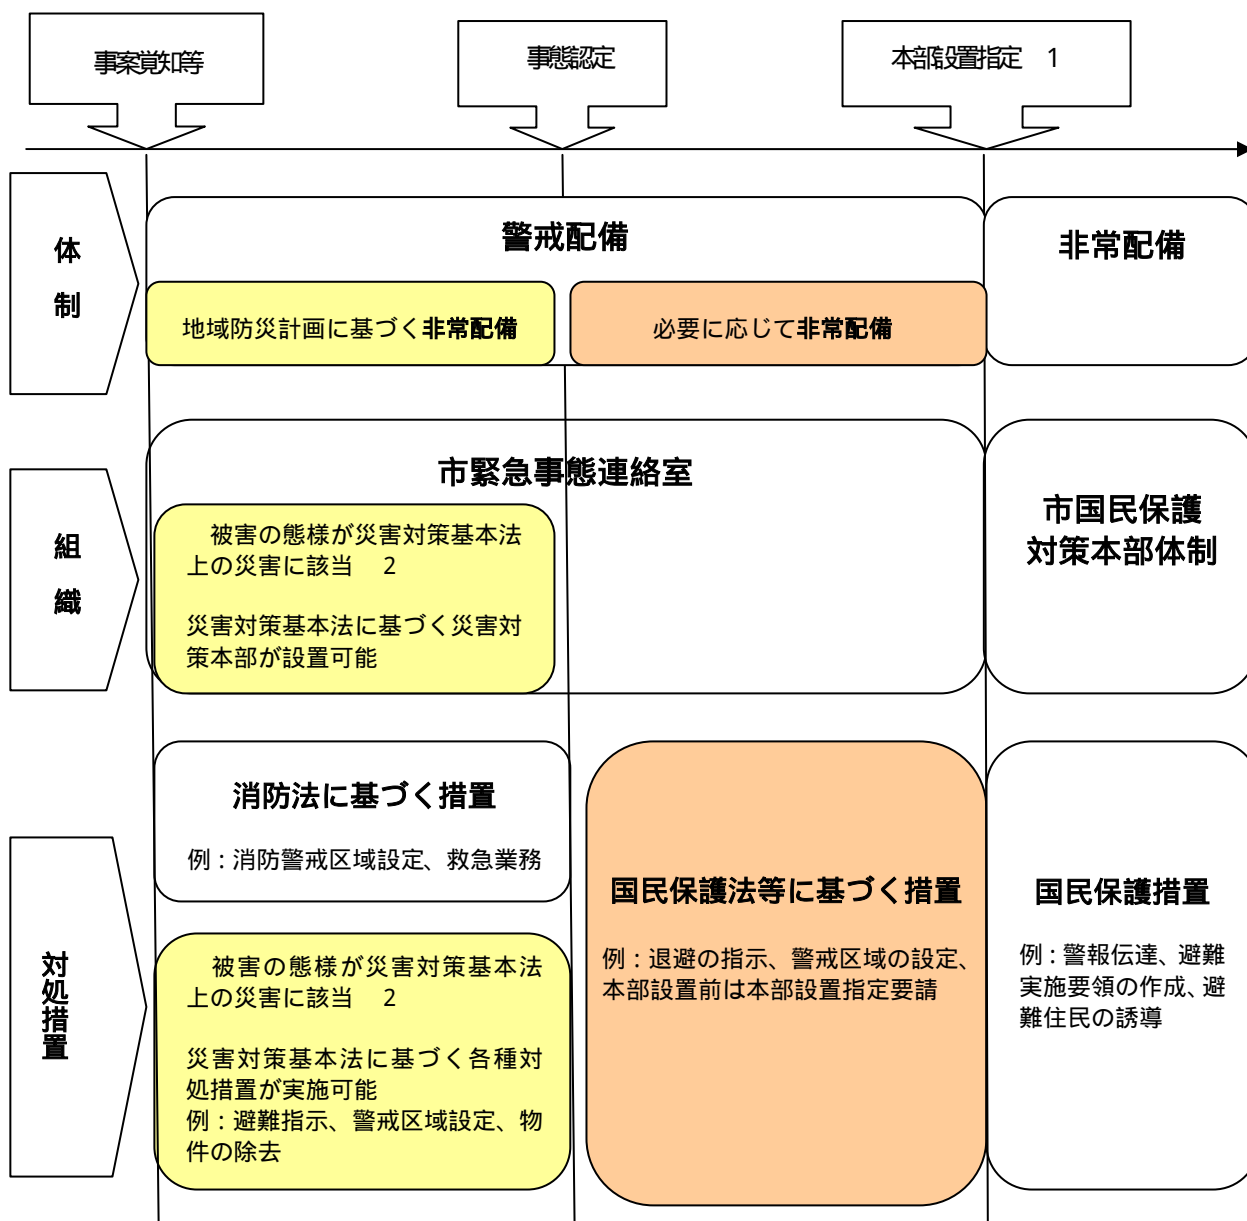 事案覚知等
事態認定
本部設置指定　1
体
制
警戒配備
非常配備
地域防災計画に基づく非常配備
必要に応じて非常配備
組
織
市緊急事態連絡室
被害の態様が災害対策基本法
上の災害に該当　2
災害対策基本法に基づく災害対
策本部が設置可能
市国民保護
対策本部体制
対処措置
消防法に基づく措置
例：消防警戒区域設定、救急業務
被害の態様が災害対策基本法
上の災害に該当　2
災害対策基本法に基づく各種対
処措置が実施可能
例：避難指示、警戒区域設定、物
件の除去
国民保護法等に基づく措置
例：退避の指示、警戒区域の設定、
本部設置前は本部設置指定要請
国民保護措置
例：警報伝達、避難
実施要領の作成、避
難住民の誘導